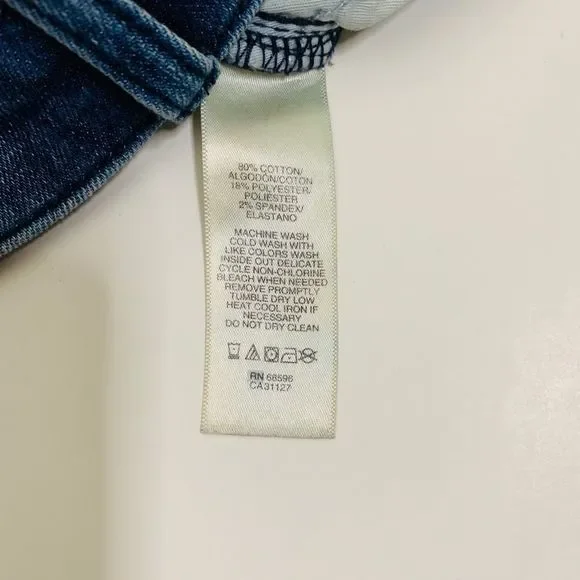 80% COTTON/
ALGODÓN/COTON
18% POLYESTER/
POLIESTER
2% SPANDEX/
ELASTANO
MACHINE WASH
COLD WASH WITH
LIKE COLORS WASH
INSIDE OUT DELICATE
CYCLE NON-CHLORINE
BLEACH WHEN NEEDED
REMOVE PROMPTLY
TUMBLE DRY LOW
HEAT COOL IRON IF
NECESSARY
DO NOT DRY CLEAN
RN 66596
CA31127